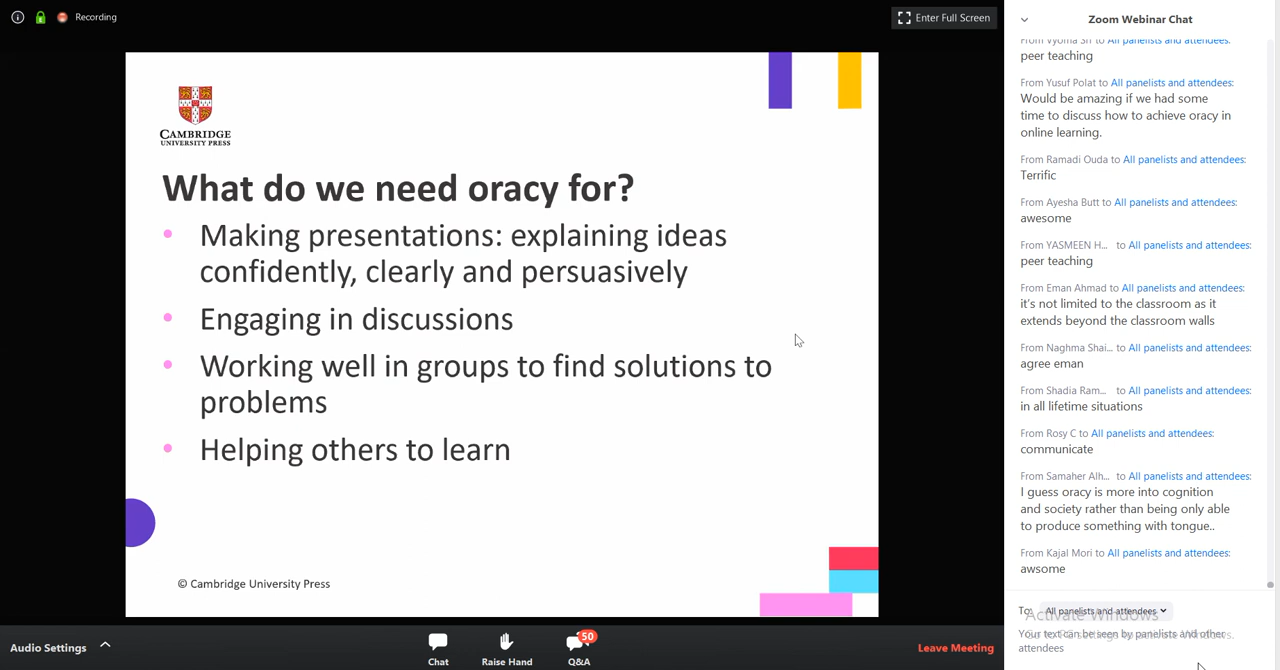 Recording
Enter Full Screen
CAMBRIDGE
UNIVERSITY PRESS
What do we need oracy for?
• Making presentations: explaining ideas
confidently, clearly and persuasively
• Engaging in discussions
• Working well in groups to find solutions to
problems
• Helping others to learn
© Cambridge University Press
Audio Settings
Chat
Raise Hand
50
Q&A
Leave Meeting
Zoom Webinar Chat
From Vyoma Sh to All panelists and attendees:
peer teaching
From Yusuf Polat to All panelists and attendees:
Would be amazing if we had some
time to discuss how to achieve oracy in
online learning.
From Ramadi Ouda to All panelists and attendees:
Terrific
From Ayesha Butt to All panelists and attendees:
awesome
From YASMEEN H... to All panelists and attendees:
peer teaching
From Eman Ahmad to All panelists and attendees:
it's not limited to the classroom as it
extends beyond the classroom walls
From Naghma Shai... to All panelists and attendees:
agree eman
From Shadia Ram... to All panelists and attendees:
in all lifetime situations
From Rosy C to All panelists and attendees:
communicate
From Samaher Alh... to All panelists and attendees:
I guess oracy is more into cognition
and society rather than being only able
to produce something with tongue..
From Kajal Mori to All panelists and attendees:
awsome
To: All panelists and attendees
Activate Windows
Go to PC settings to activate Windows.
Your text can be seen by panelists and other
attendees